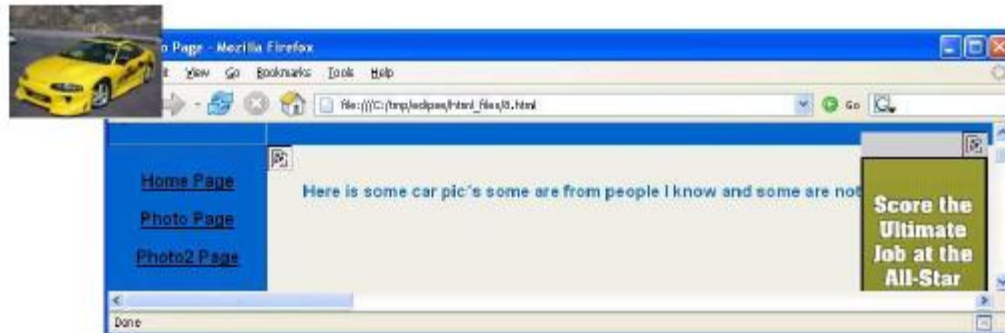 Page - Mozilla Firefox
View Go Bookmarks Tools Help
file:///C:/tmp/eclipse/html_files/8.html
Go
Home Page
Photo Page
Photo2 Page
Here is some car pic's some are from people I know and some are not
Score the
Ultimate
Job at the
All-Star
Done